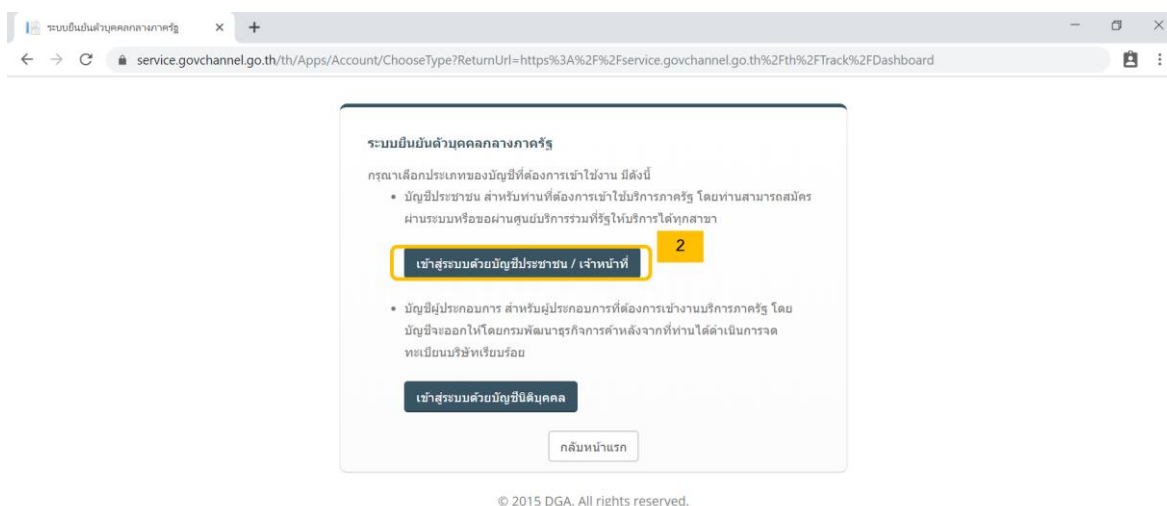 ระบบยืนยันตัวบุคคลกลางภาครัฐ
service.govchannel.go.th/th/Apps/Account/ChooseType?ReturnUrl=https%3A%2F%2Fservice.govchannel.go.th%2Fth%2FTrack%2FDashboard
ระบบยืนยันตัวบุคคลกลางภาครัฐ
กรุณาเลือกประเภทของบัญชีที่ต้องการเข้าใช้งาน มีดังนี้
• บัญชีประชาชน สำหรับท่านที่ต้องการเข้าใช้บริการภาครัฐ โดยท่านสามารถสมัคร
ผ่านระบบหรือขอผ่านศูนย์บริการร่วมที่รัฐให้บริการได้ทุกสาขา
2
เข้าสู่ระบบด้วยบัญชีประชาชน / เจ้าหน้าที่
• บัญชีผู้ประกอบการ สำหรับผู้ประกอบการที่ต้องการเข้างานบริการภาครัฐ โดย
บัญชีจะออกให้โดยกรมพัฒนาธุรกิจการค้าหลังจากที่ท่านได้ดำเนินการจด
ทะเบียนบริษัทเรียบร้อย
เข้าสู่ระบบด้วยบัญชีนิติบุคคล
กลับหน้าแรก
© 2015 DGA. All rights reserved.